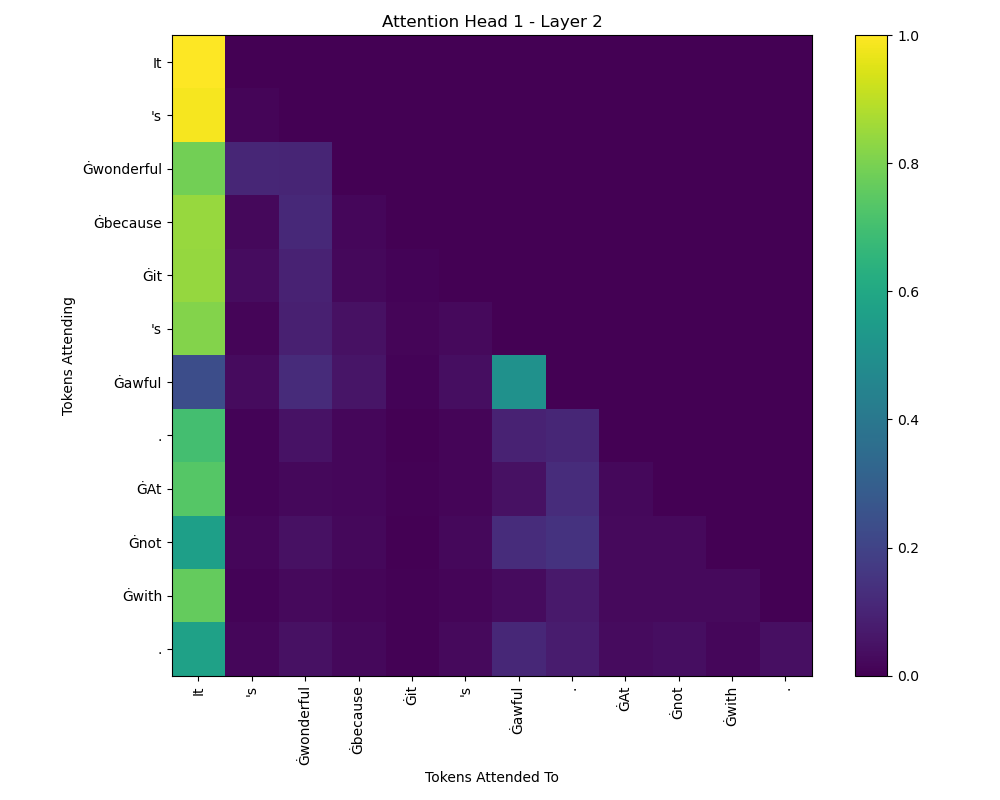 Attention Head 1 - Layer 2
Tokens Attending
It
's
Ġwonderful
Ġbecause
Ġit
's
Ġawful
.
ĠAt
Ġnot
Ġwith
.
It
's
Ġwonderful
Ġbecause
Ġit
's
Ġawful
.
ĠAt
Ġnot
Ġwith
.
Tokens Attended To
1.0
0.8
0.6
0.4
0.2
0.0